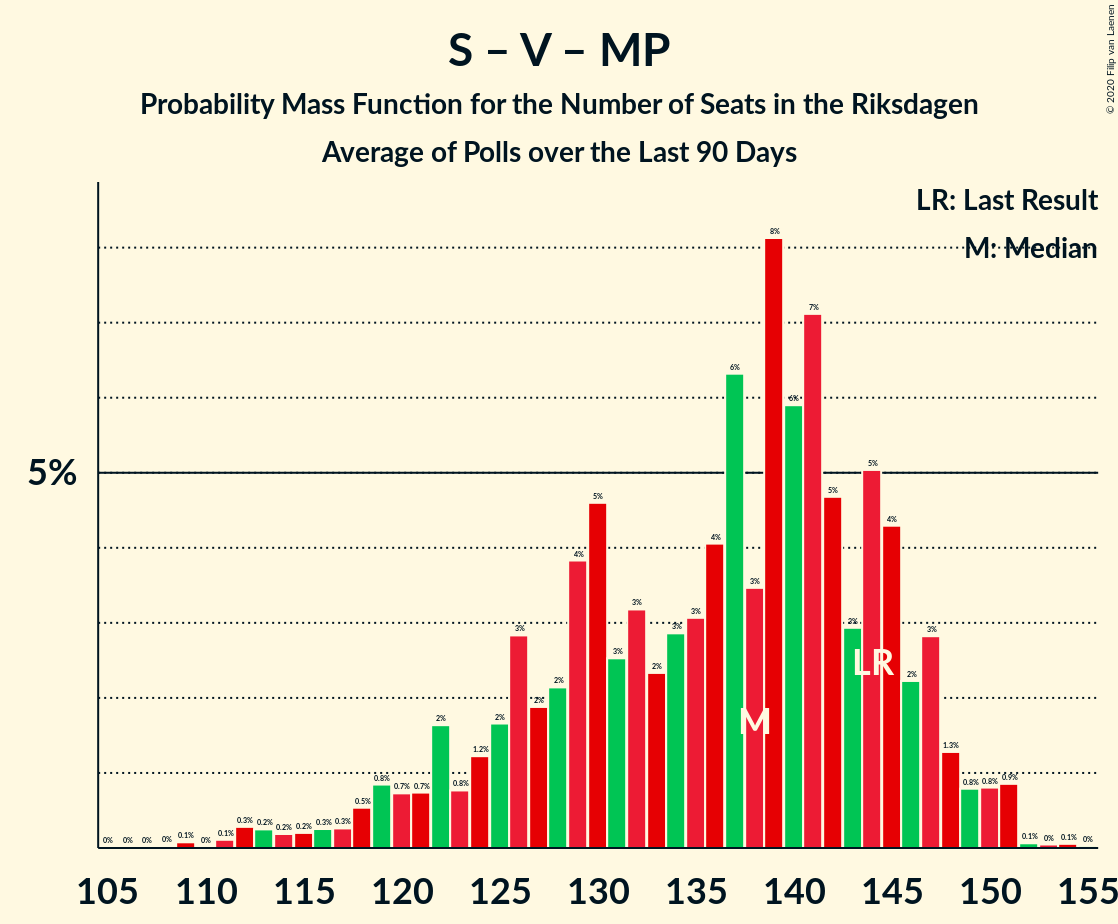 © 2020 Filip van Laenen
S – V – MP
Probability Mass Function for the Number of Seats in the Riksdagen
Average of Polls over the Last 90 Days
LR: Last Result
M: Median
5%
0% 0% 0% 0% 0.1% 0% 0.1% 0.3% 0.2% 0.2% 0.2% 0.3% 0.3% 0.5% 0.8% 0.7% 0.7% 2% 0.8% 1.2% 2% 3% 2% 2% 4% 5% 3% 3% 2% 3% 3% 4% 6% 3% 8% 6% 7% 5% 3% 5% 4% 2% 3% 1.3% 0.8% 0.8% 0.9% 0.1% 0% 0.1% 0%
LR
M
105 110 115 120 125 130 135 140 145 150 155